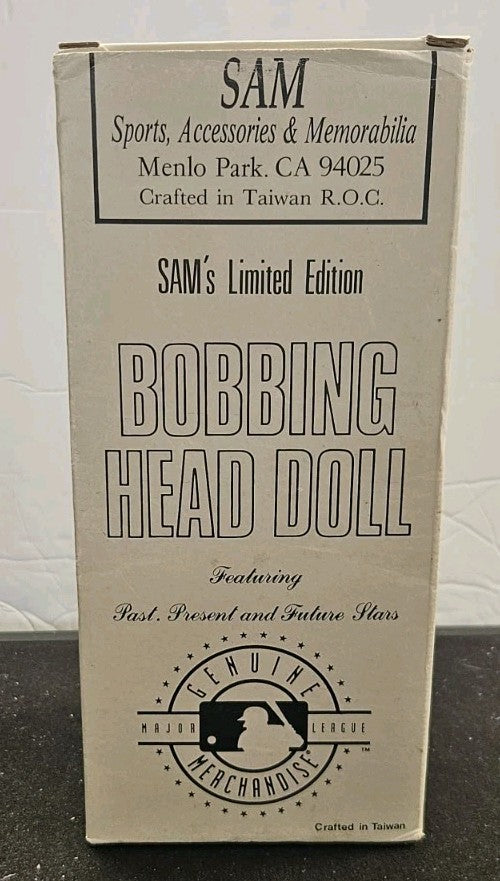 SAM
Sports, Accessories & Memorabilia
Menlo Park. CA 94025
Crafted in Taiwan R.O.C.
SAM's Limited Edition
BOBBING
HEAD DOLL
Featuring
Past. Present and Future Stars
GENUINE
MAJOR LEAGUE
TM
MERCHANDISE®
Crafted in Taiwan